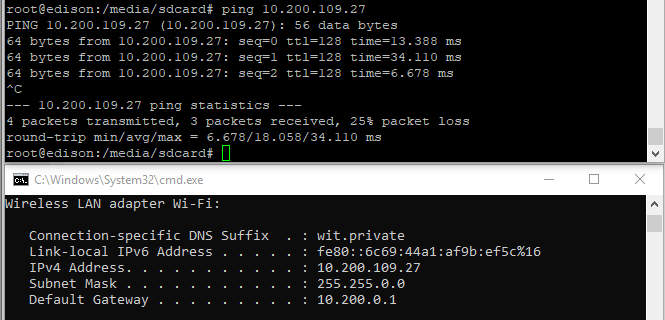 root@edison:/media/sdcard# ping 10.200.109.27
PING 10.200.109.27 (10.200.109.27): 56 data bytes
64 bytes from 10.200.109.27: seq=0 ttl=128 time=13.388 ms
64 bytes from 10.200.109.27: seq=1 ttl=128 time=34.110 ms
64 bytes from 10.200.109.27: seq=2 ttl=128 time=6.678 ms
^C
--- 10.200.109.27 ping statistics ---
4 packets transmitted, 3 packets received, 25% packet loss
round-trip min/avg/max = 6.678/18.058/34.110 ms
root@edison:/media/sdcard#
C:\Windows\System32\cmd.exe
Wireless LAN adapter Wi-Fi:
Connection-specific DNS Suffix  . : wit.private
Link-local IPv6 Address . . . . . : fe80::6c69:44a1:af9b:ef5c%16
IPv4 Address. . . . . . . . . . . : 10.200.109.27
Subnet Mask . . . . . . . . . . . : 255.255.0.0
Default Gateway . . . . . . . . . : 10.200.0.1